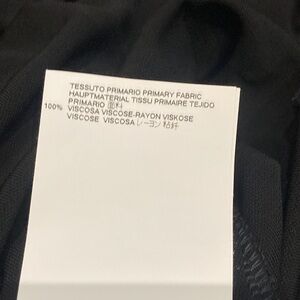 TESSUTO PRIMARIO PRIMARY FABRIC
HAUPTMATERIAL TISSU PRIMAIRE TEJIDO
PRIMARIO 面料
100% VISCOSA VISCOSE-RAYON VISKOSE
VISCOSE VISCOSA レーヨン 粘纤